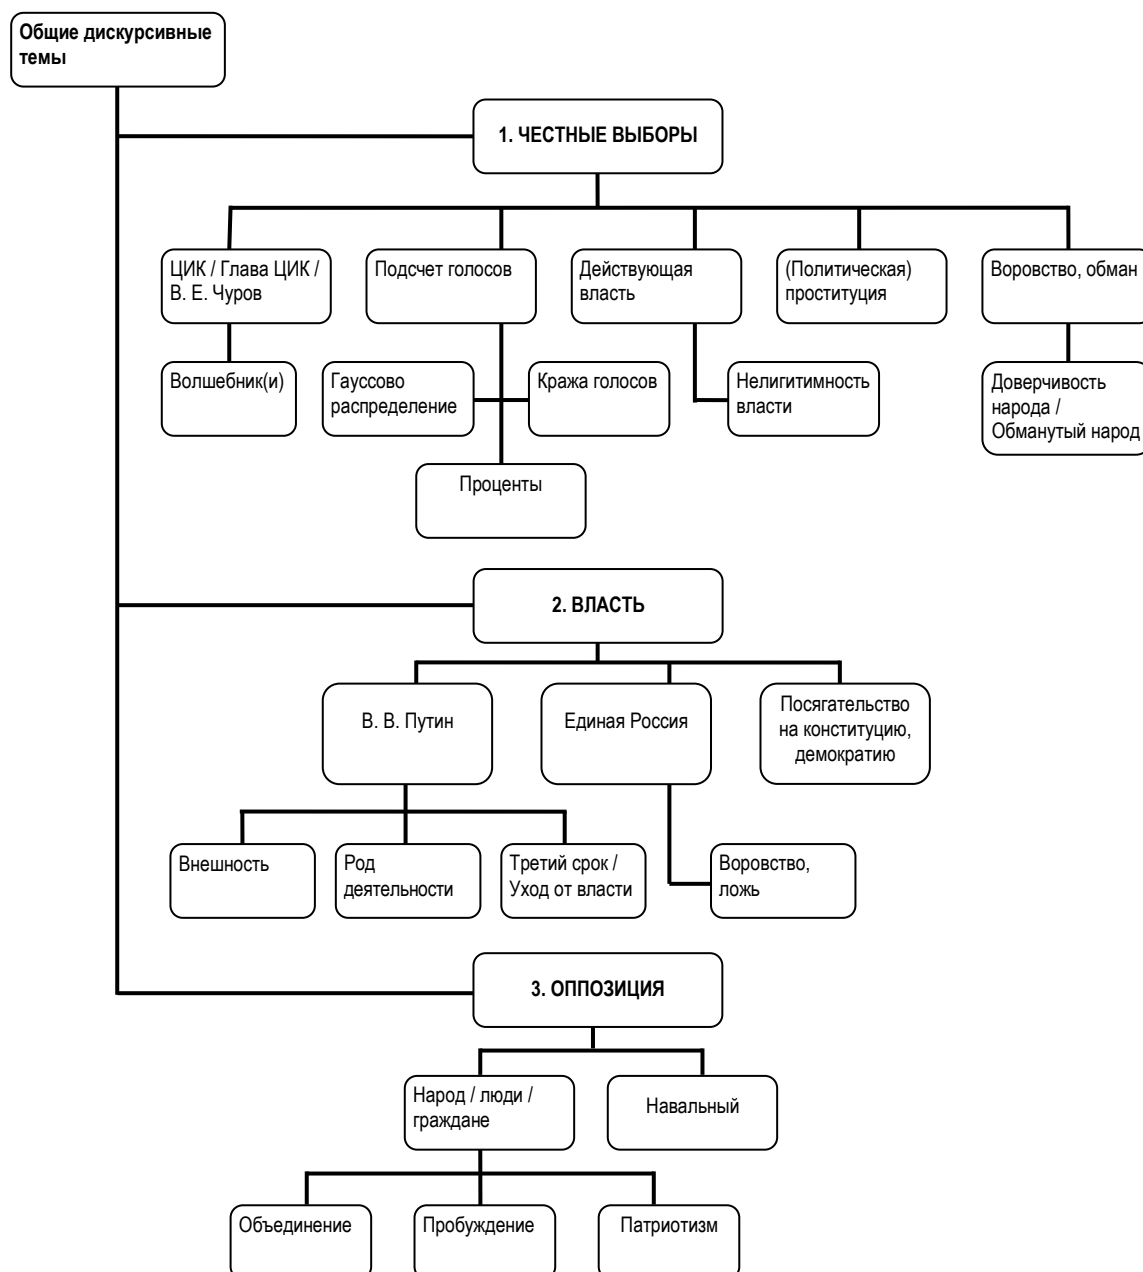 Общие дискурсивные
темы
1. ЧЕСТНЫЕ ВЫБОРЫ
ЦИК / Глава ЦИК /
В. Е. Чуров
Подсчет голосов
Действующая
власть
(Политическая)
проституция
Воровство, обман
Волшебник(и)
Гауссово
распределение
Кража голосов
Нелигитимность
власти
Доверчивость
народа /
Обманутый народ
Проценты
2. ВЛАСТЬ
В. В. Путин
Единая Россия
Посягательство
на конституцию,
демократию
Внешность
Род
деятельности
Третий срок /
Уход от власти
Воровство,
ложь
3. ОППОЗИЦИЯ
Народ / люди /
граждане
Навальный
Объединение
Пробуждение
Патриотизм